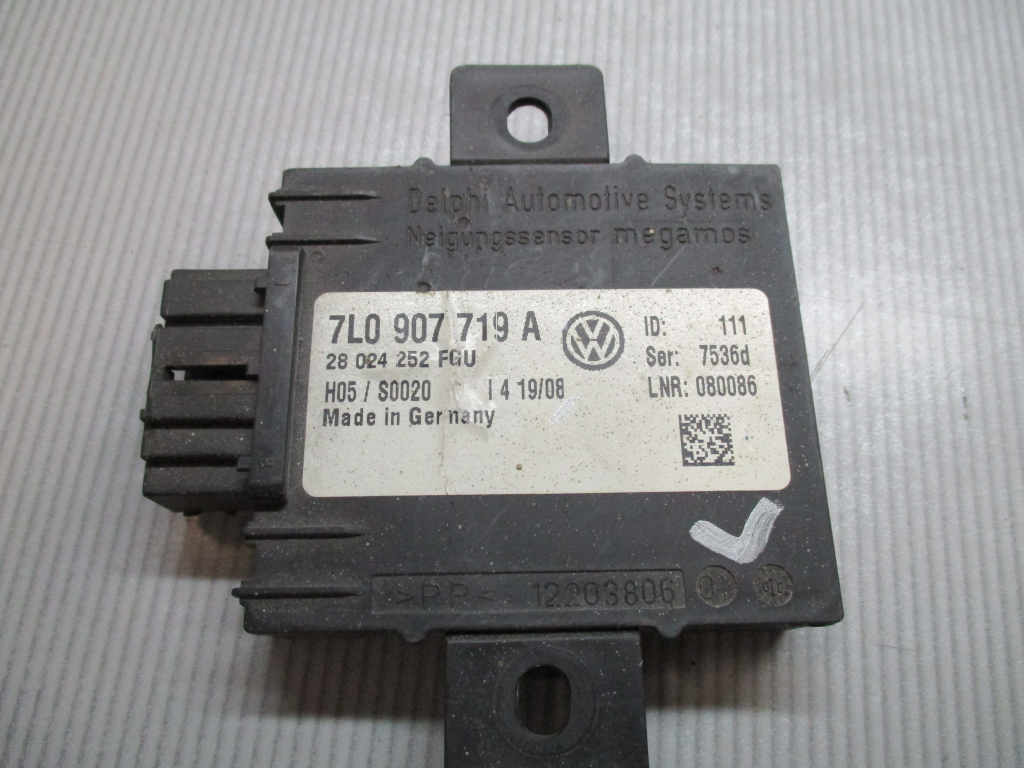 Delphi Automotive Systems
Neigungssensor megamos
7L0 907 719 A
28 024 252 FGU
H05 / S0020 I 4 19/08
Made in Germany
VW
ID: 111
Ser: 7536d
LNR: 080086
>PP< 12203806